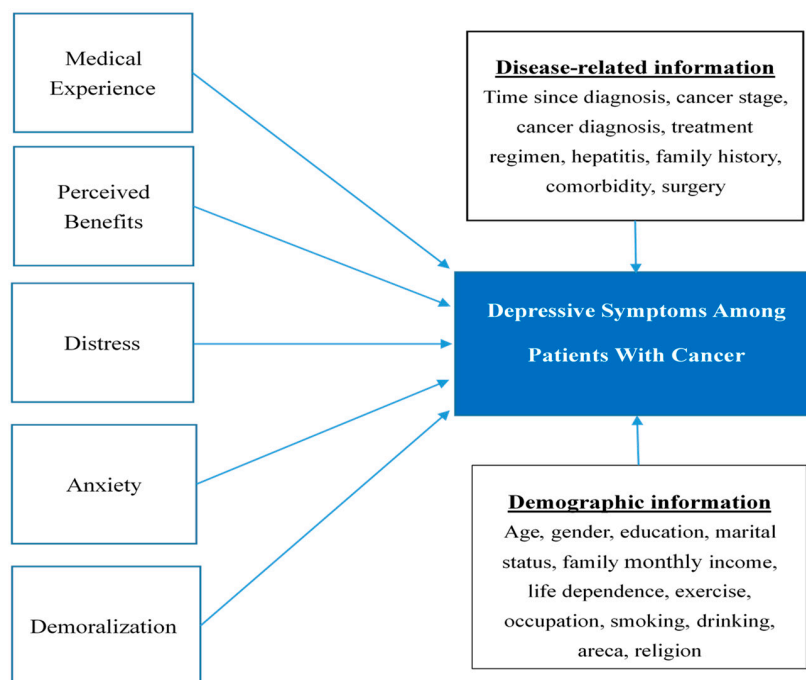 Medical
Experience
Perceived
Benefits
Distress
Anxiety
Demoralization
Disease-related information
Time since diagnosis, cancer stage,
cancer diagnosis, treatment
regimen, hepatitis, family history,
comorbidity, surgery
Depressive Symptoms Among
Patients With Cancer
Demographic information
Age, gender, education, marital
status, family monthly income,
life dependence, exercise,
occupation, smoking, drinking,
areca, religion